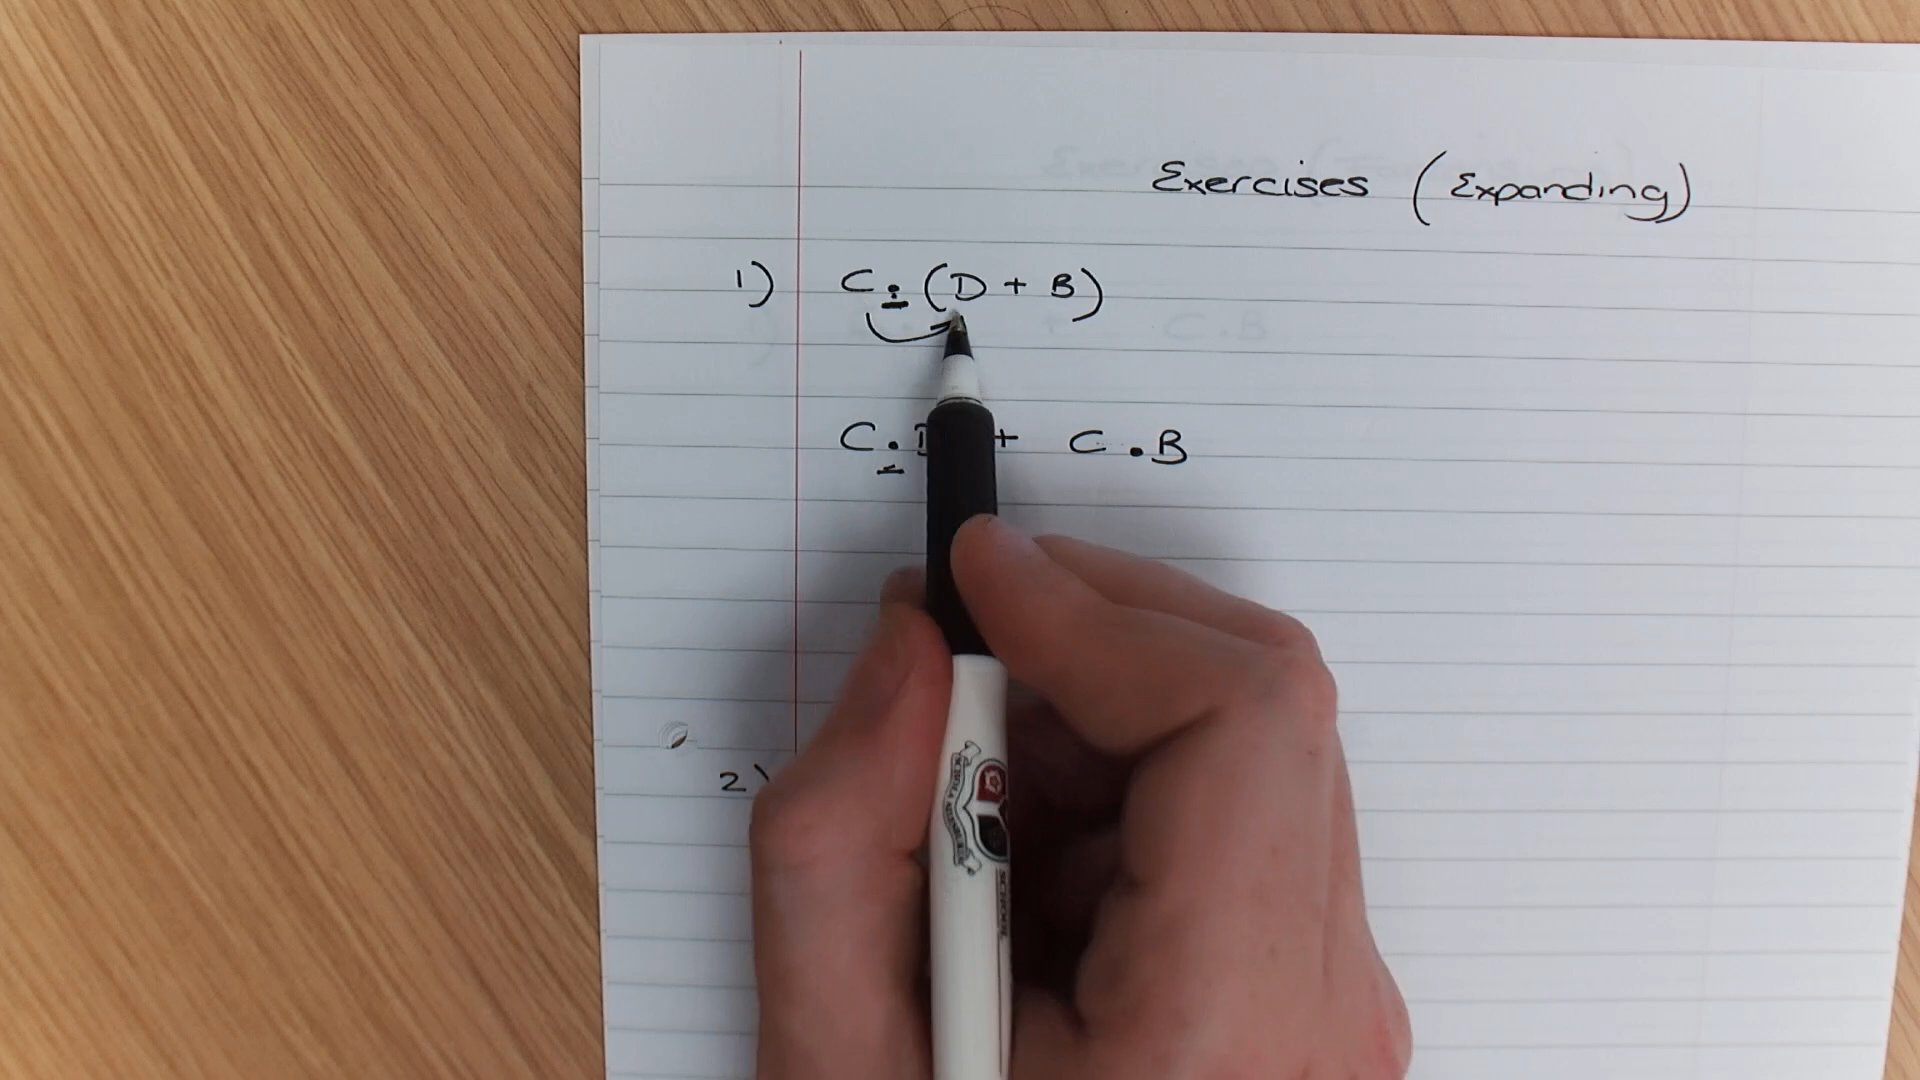 Exercises (Expanding)
1) C.(D + B)
C.D + C.B
2)